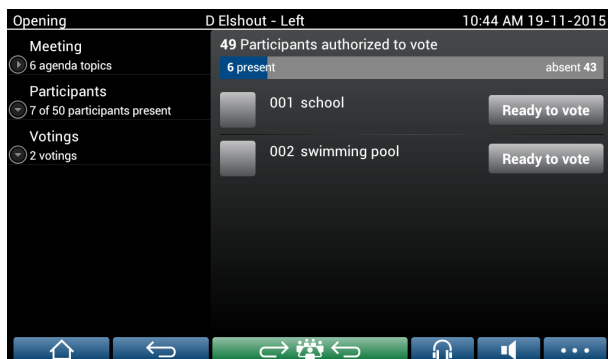 Opening D Elshout - Left 10:44 AM 19-11-2015
Meeting
6 agenda topics
Participants
7 of 50 participants present
Votings
2 votings
49 Participants authorized to vote
6 present absent 43
001 school Ready to vote
002 swimming pool Ready to vote